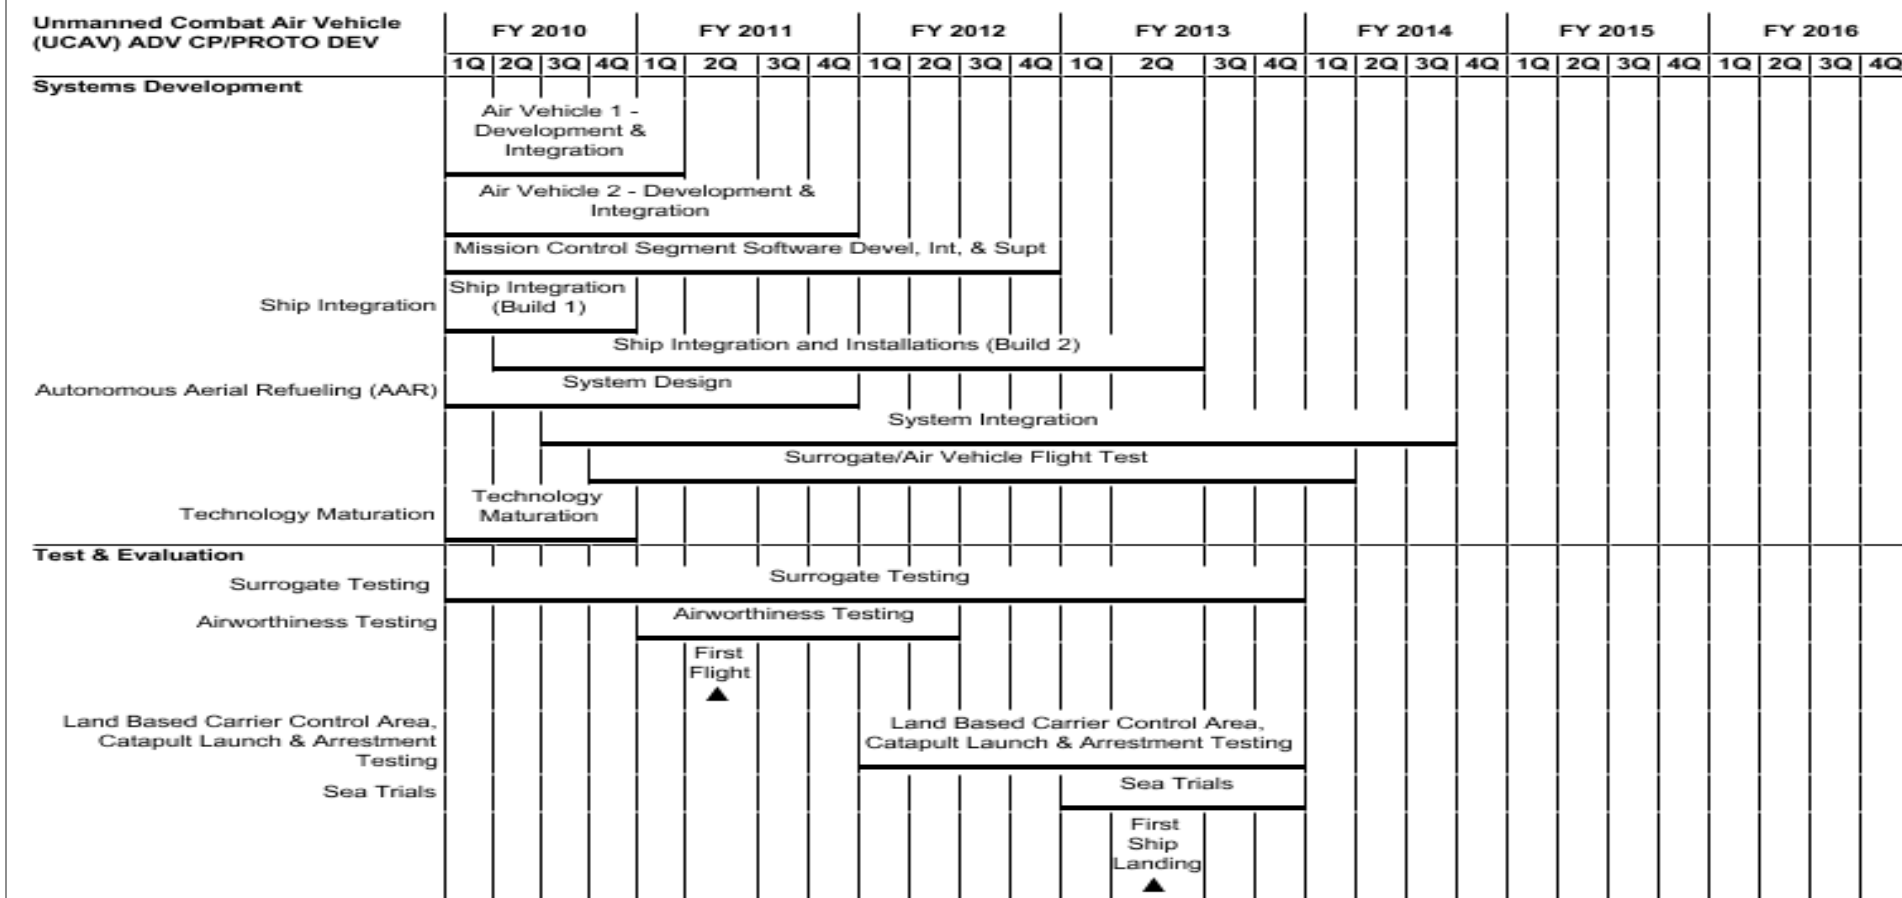 Unmanned Combat Air Vehicle
(UCAV) ADV CP/PROTO DEV
FY 2010 FY 2011 FY 2012 FY 2013 FY 2014 FY 2015 FY 2016
1Q 2Q 3Q 4Q 1Q 2Q 3Q 4Q 1Q 2Q 3Q 4Q 1Q 2Q 3Q 4Q 1Q 2Q 3Q 4Q 1Q 2Q 3Q 4Q 1Q 2Q 3Q 4Q
Systems Development
Air Vehicle 1 -
Development &
Integration
Air Vehicle 2 - Development &
Integration
Mission Control Segment Software Devel, Int, & Supt
Ship Integration
Ship Integration
(Build 1)
Ship Integration and Installations (Build 2)
Autonomous Aerial Refueling (AAR)
System Design
System Integration
Surrogate/Air Vehicle Flight Test
Technology Maturation
Technology
Maturation
Test & Evaluation
Surrogate Testing
Surrogate Testing
Airworthiness Testing
Airworthiness Testing
First
Flight
Land Based Carrier Control Area,
Catapult Launch & Arrestment
Testing
Land Based Carrier Control Area,
Catapult Launch & Arrestment Testing
Sea Trials
Sea Trials
First
Ship
Landing